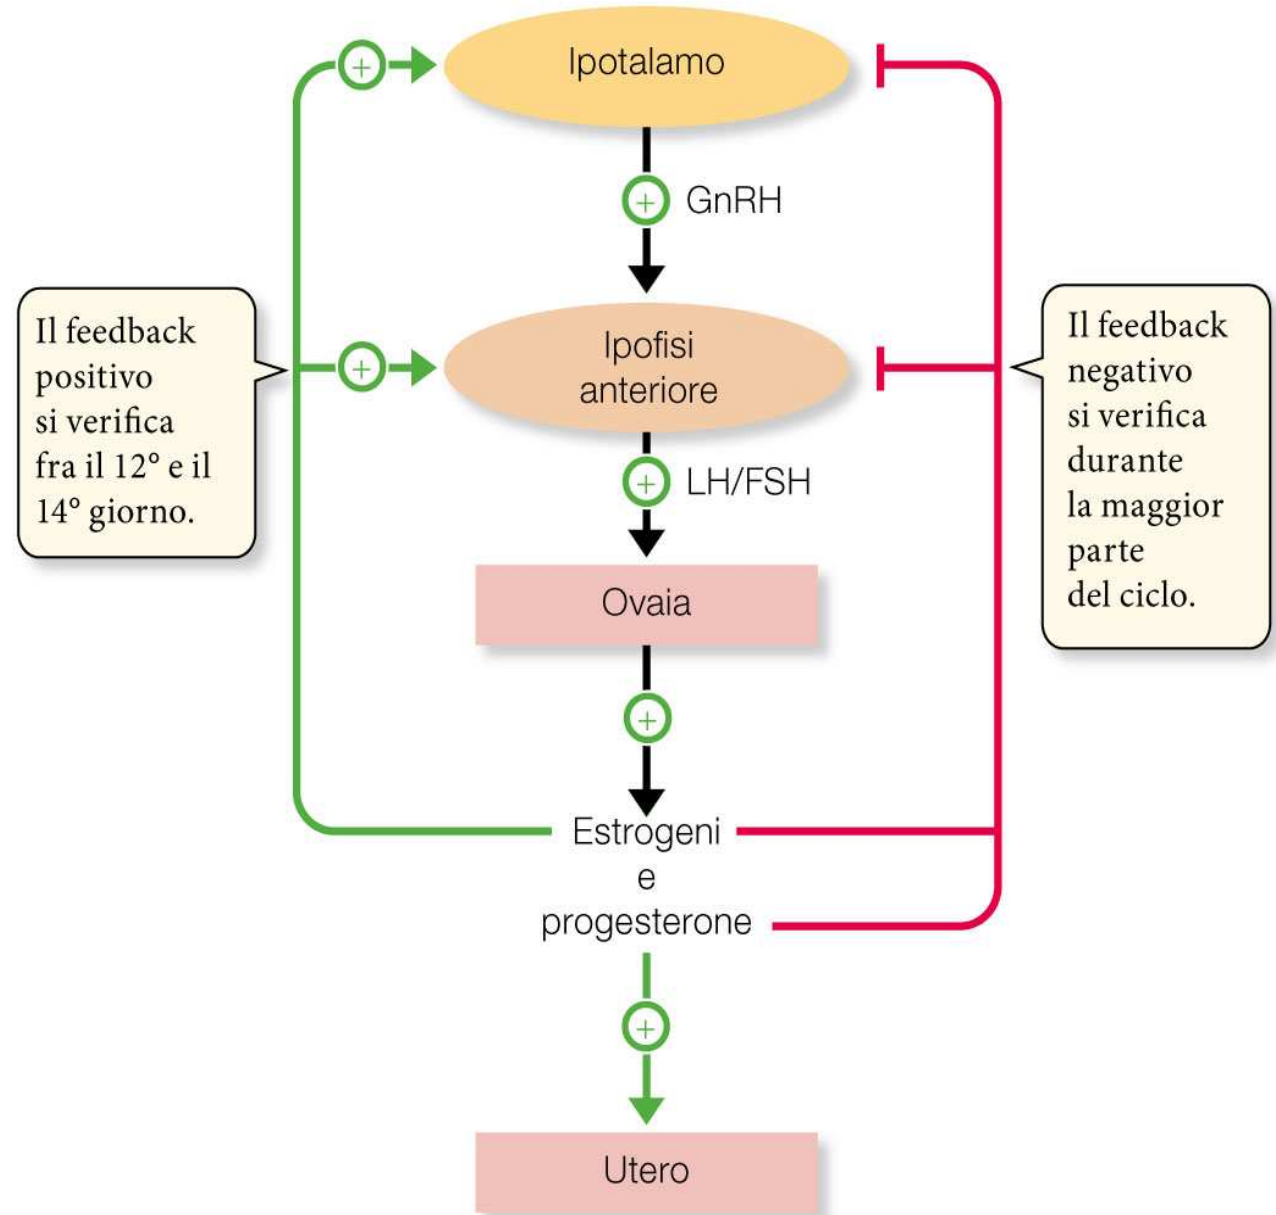 +
Ipotalamo
+
GnRH
Il feedback
positivo
si verifica
fra il 12° e il
14° giorno.
+
Ipofisi
anteriore
Il feedback
negativo
si verifica
durante
la maggior
parte
del ciclo.
+
LH/FSH
Ovaia
+
Estrogeni
e
progesterone
+
Utero